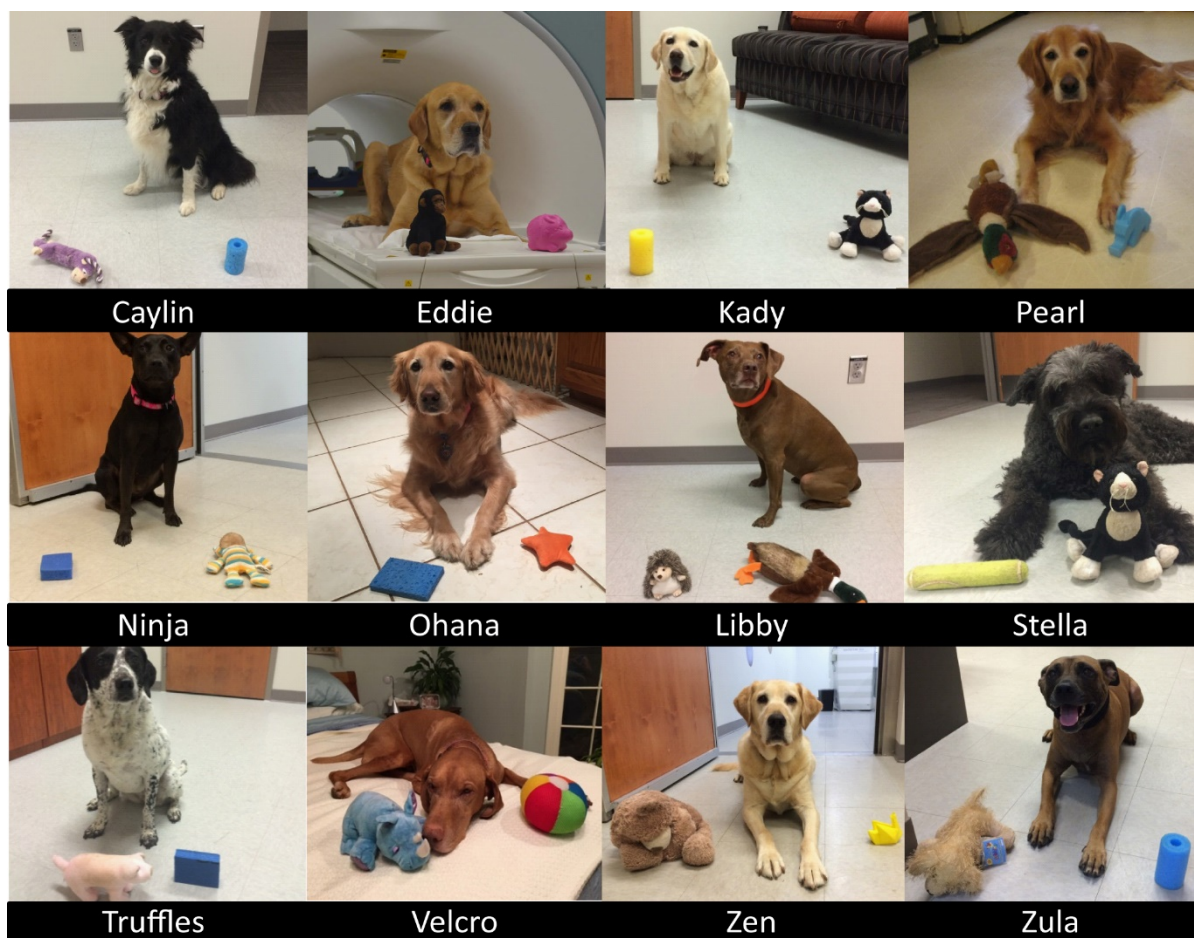 Caylin
Eddie
Kady
Pearl
Ninja
Ohana
Libby
Stella
Truffles
Velcro
Zen
Zula